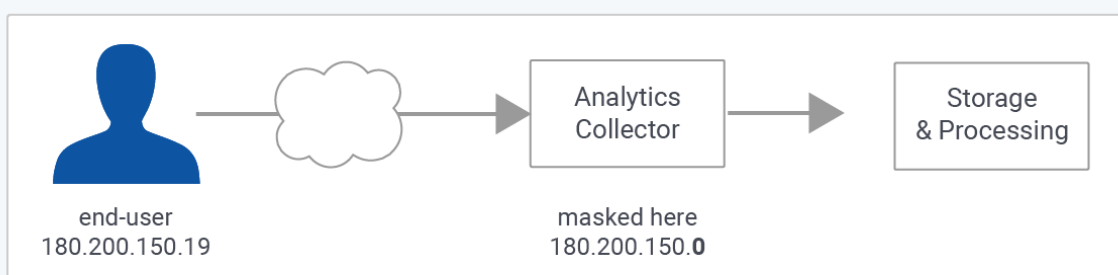 Analytics
Collector
Storage
& Processing
end-user
180.200.150.19
masked here
180.200.150.0